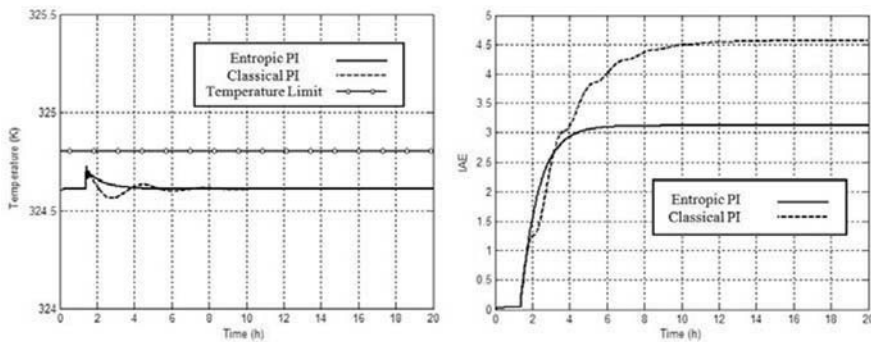 325.5
325
324.5
324
Temperature (K)
Entropic PI
Classical PI
Temperature Limit
0 2 4 6 8 10 12 14 16 18 20
Time (h)
5
4.5
4
3.5
3
2.5
2
1.5
1
0.5
0
IAE
Entropic PI
Classical PI
0 2 4 6 8 10 12 14 16 18 20
Time (h)